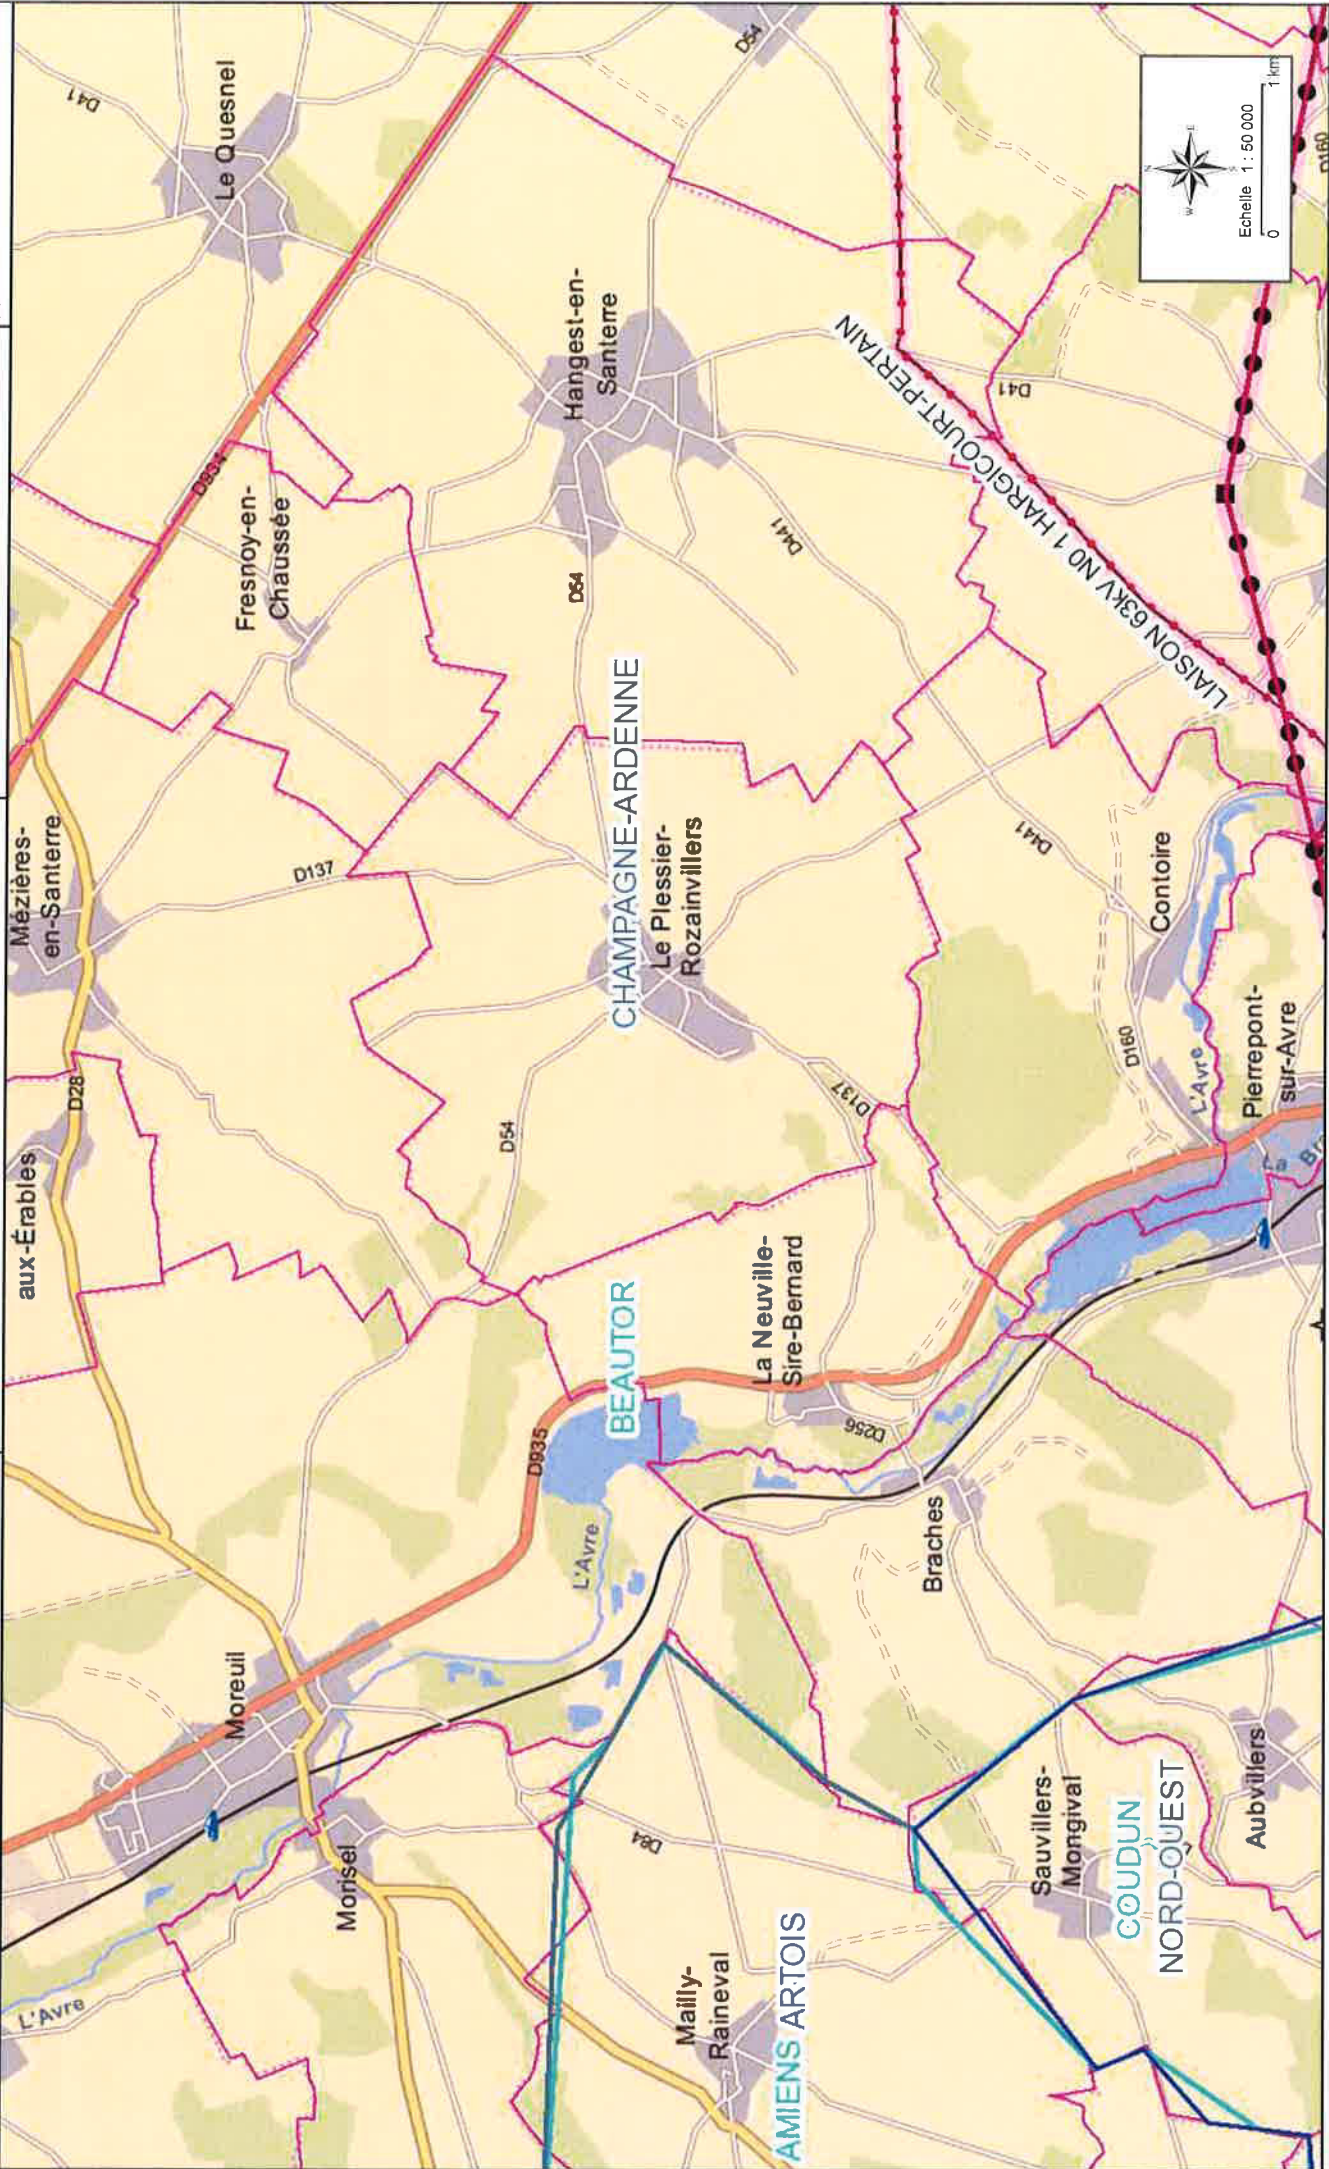 L'Avre
Moreuil
Morisel
Mailly-
Raineval
AMIENS ARTOIS
D84
Sauvillers-
Mongival
COUDUN
NORD-OUEST
Aubvillers
Braches
L'Avre
D935
BEAUTOR
La Neuville-
Sire-Bernard
D256
aux-Érables
D28
Mézières-
en-Santerre
D137
D54
CHAMPAGNE-ARDENNE
Le Plessier-
Rozainvillers
D137
D160
L'Avre
Pierrepont-
sur-Avre
La
Contoire
D441
D934
Fresnoy-en-
Chaussée
D54
Hangest-en-
Santerre
D441
LIAISON 63kV N0 1 HARGICOURT-PERTAIN
D41
D41
Le Quesnel
D54
N
W
E
S
Echelle 1 : 50 000
0
1 km
D160